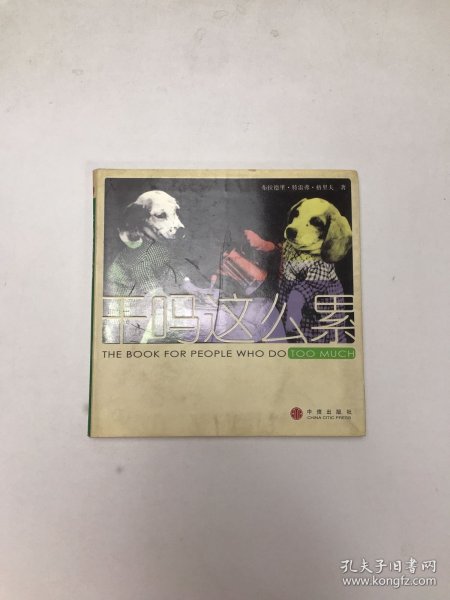 布拉德里·特雷弗·格里夫 著
干吗这么累
THE BOOK FOR PEOPLE WHO DO TOO MUCH
中信出版社
CHINA CITIC PRESS
孔夫子旧书网
www.kongfz.com